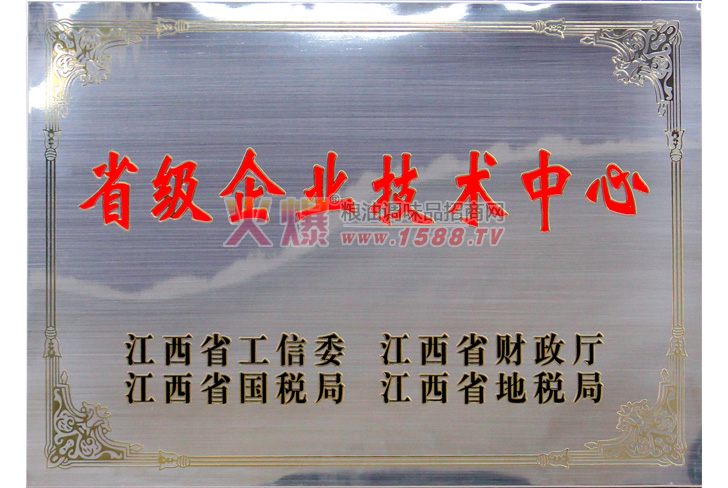 省级企业技术中心
火爆®粮油调味品招商网
www.1588.TV
江西省工信委 江西省财政厅
江西省国税局 江西省地税局